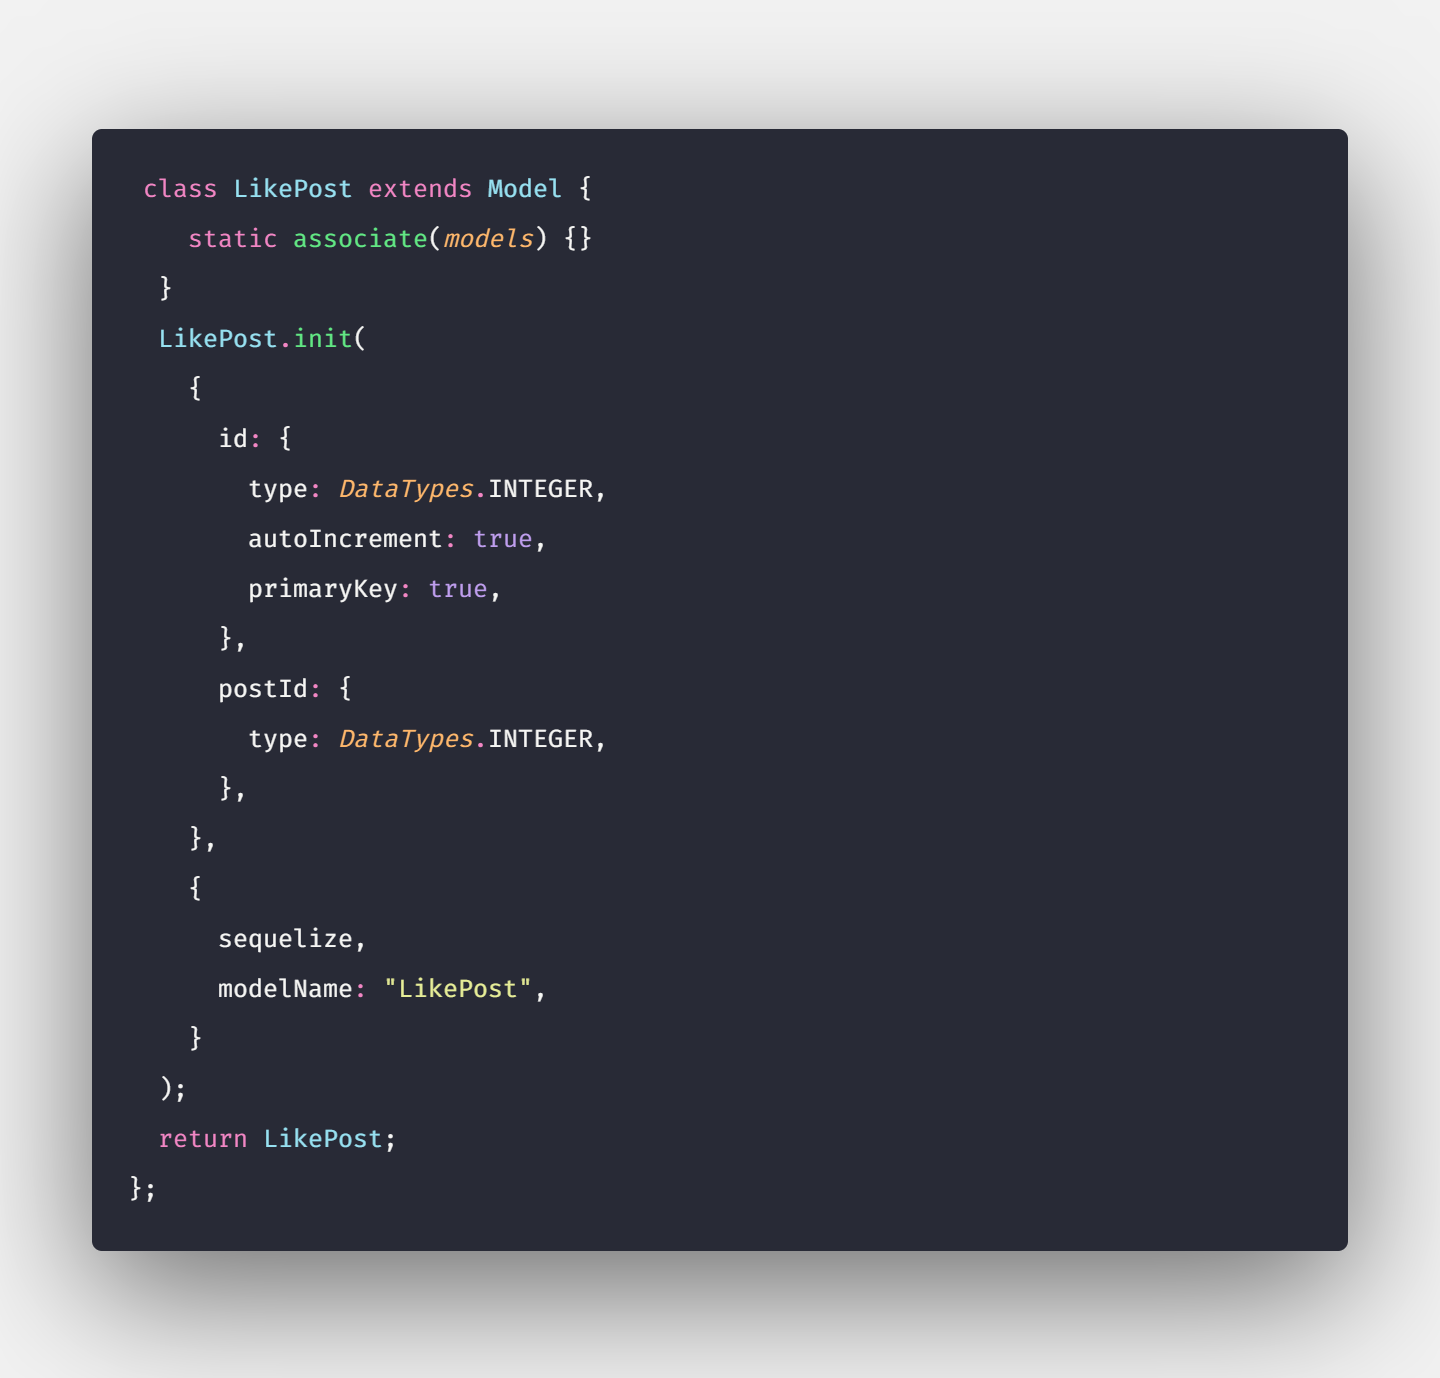 class LikePost extends Model {
static associate(models) {}
}
LikePost.init(
{
id: {
type: DataTypes.INTEGER,
autoIncrement: true,
primaryKey: true,
},
postId: {
type: DataTypes.INTEGER,
},
},
{
sequelize,
modelName: "LikePost",
}
);
return LikePost;
};